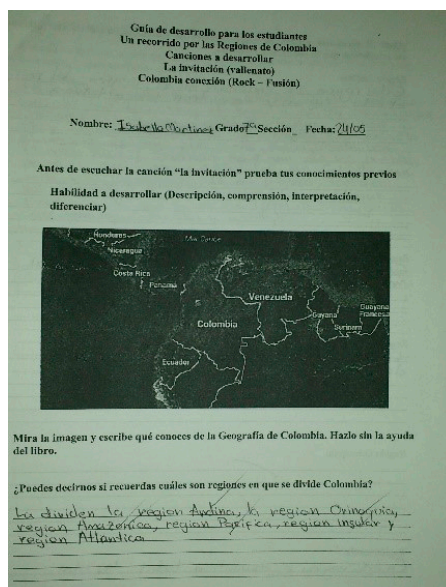 Guía de desarrollo para los estudiantes
Un recorrido por las Regiones de Colombia
Canciones a desarrollar
La invitación (vallenato)
Colombia conexión (Rock – Fusión)
Nombre: Isabella Martinez Grado 7ª Sección_ Fecha: 24/05
Antes de escuchar la canción “la invitación” prueba tus conocimientos previos
Habilidad a desarrollar (Descripción, comprensión, interpretación,
diferenciar)
Honduras
Mar Caribe
Nicaragua
Costa Rica
Panamá
Venezuela
Guyana
Guayana
Francesa
Surinam
Colombia
Ecuador
Mira la imagen y escribe qué conoces de la Geografía de Colombia. Hazlo sin la ayuda
del libro.
¿Puedes decirnos si recuerdas cuáles son regiones en que se divide Colombia?
La dividen la region Andina, la region Orinoquia,
region Amazonica, region Pacifica, region insular y
region Atlantica